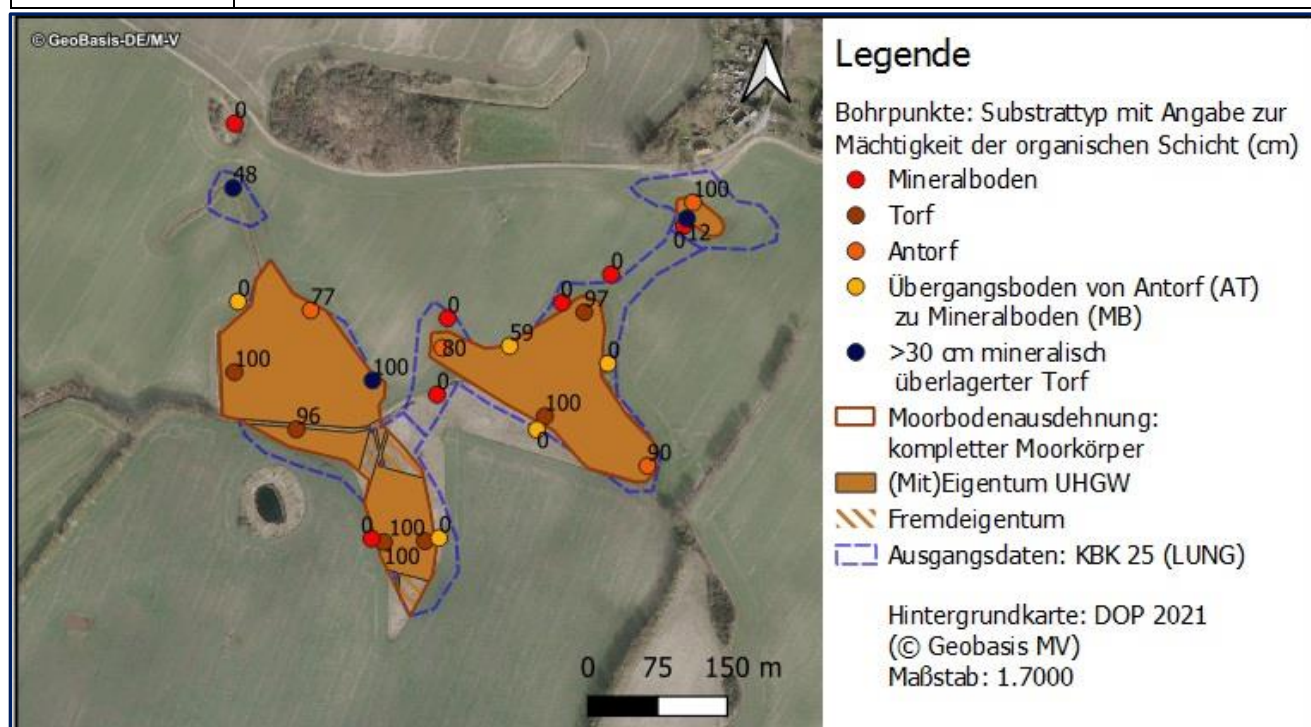 © GeoBasis-DE/M-V
0
48
100
12
0
0
0
0
77
0
97
59
80
0
100
100
0
96
100
0
90
0
100
0
100
0 75 150 m
Legende
Bohrpunkte: Substrattyp mit Angabe zur
Mächtigkeit der organischen Schicht (cm)
Mineralboden
Torf
Antorf
Übergangsboden von Antorf (AT)
zu Mineralboden (MB)
>30 cm mineralisch
überlagerter Torf
Moorbodenausdehnung:
kompletter Moorkörper
(Mit)Eigentum UHGW
Fremdeigentum
Ausgangsdaten: KBK 25 (LUNG)
Hintergrundkarte: DOP 2021
(© Geobasis MV)
Maßstab: 1.7000